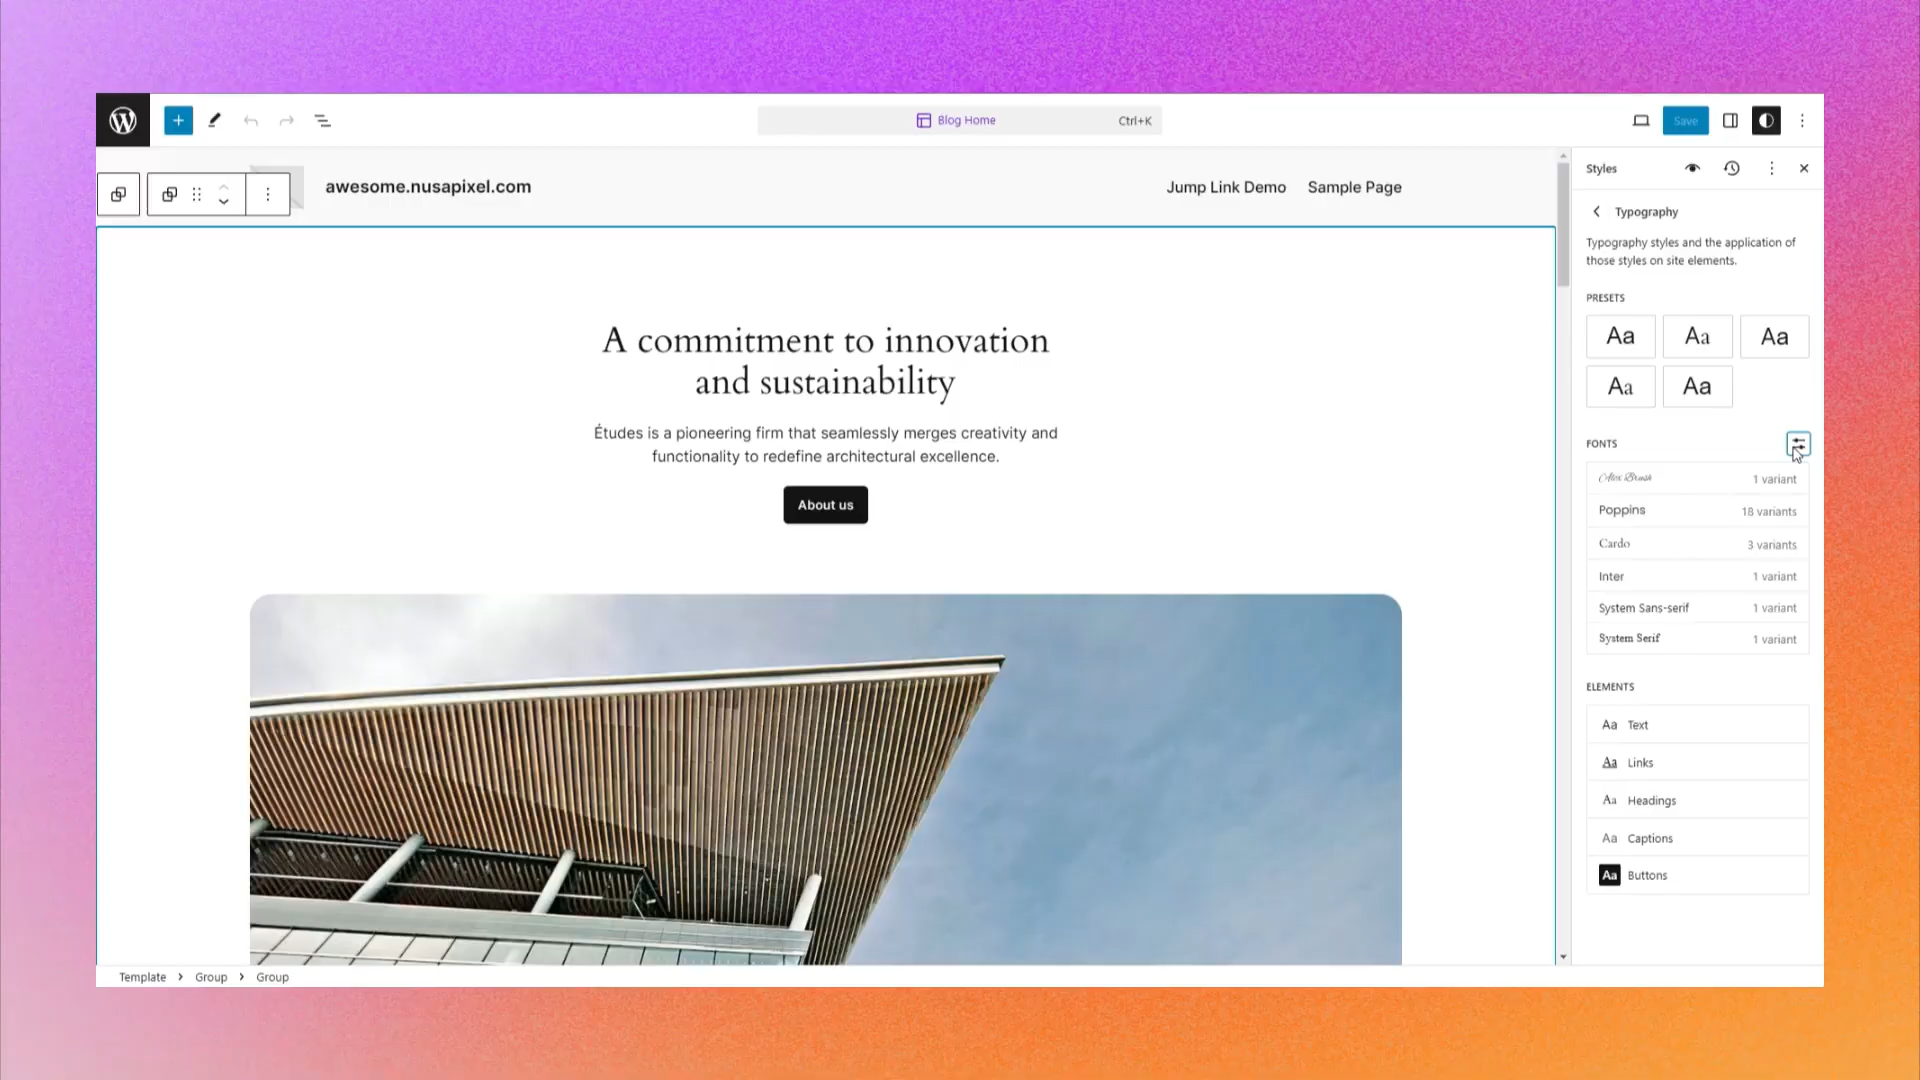 Blog Home
Ctrl+K
Save
awesome.nusapixel.com
Jump Link Demo
Sample Page
A commitment to innovation
and sustainability
Études is a pioneering firm that seamlessly merges creativity and
functionality to redefine architectural excellence.
About us
Template
Group
Group
Styles
Typography
Typography styles and the application of
those styles on site elements.
PRESETS
Aa
Aa
Aa
Aa
Aa
FONTS
Alex Brush 1 variant
Poppins 18 variants
Cardo 3 variants
Inter 1 variant
System Sans-serif 1 variant
System Serif 1 variant
ELEMENTS
Aa Text
Aa Links
Aa Headings
Aa Captions
Aa Buttons